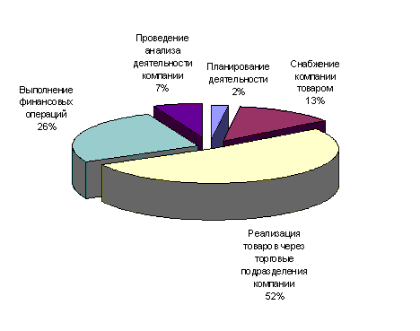 Проведение
анализа
деятельности
компании
7%
Планирование
деятельности
2%
Снабжение
компании
товаром
13%
Выполнение
финансовых
операций
26%
Реализация
товаров через
торговые
подразделения
компании
52%